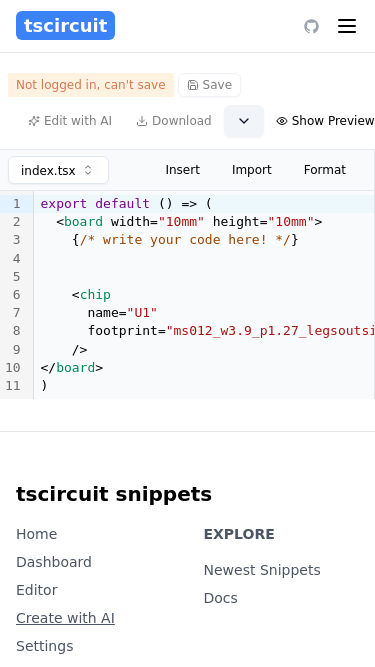 tscircuit
Not logged in, can't save
Save
Edit with AI
Download
Show Preview
index.tsx
Insert
Import
Format
1 export default () => (
2   <board width="10mm" height="10mm">
3     {/* write your code here! */}
4
5
6     <chip
7       name="U1"
8       footprint="ms012_w3.9_p1.27_legsoutsi
9     />
10 </board>
11 )
tscircuit snippets
Home
Dashboard
Editor
Create with AI
Settings
EXPLORE
Newest Snippets
Docs